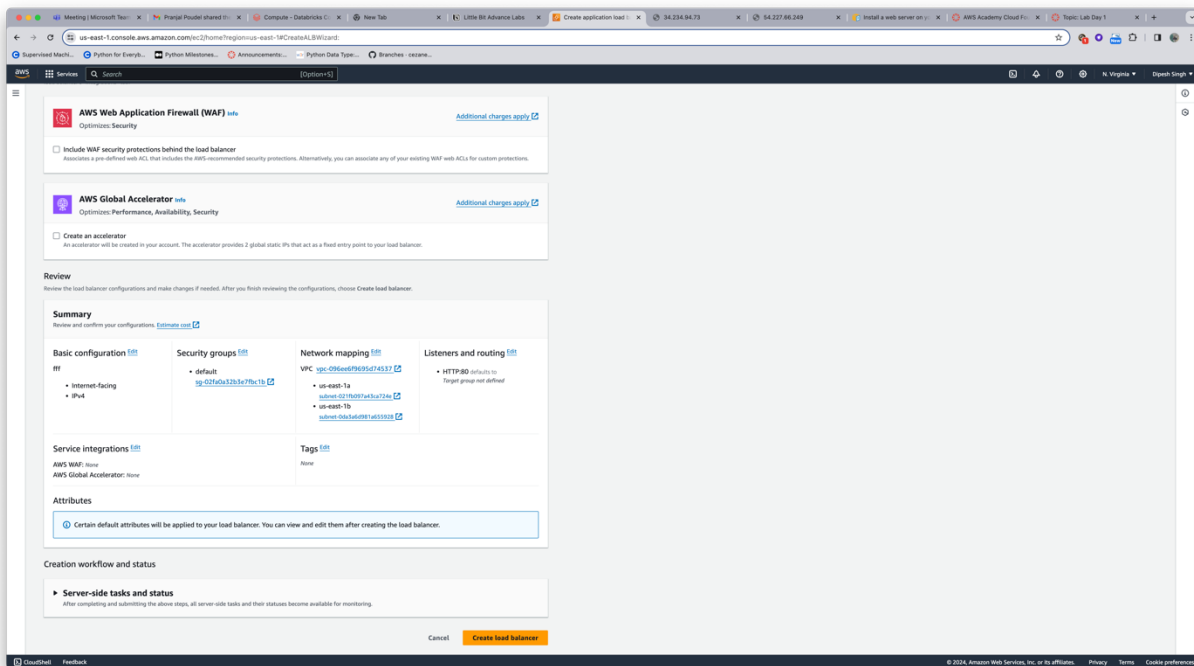 Meeting | Microsoft Team
Pranjal Poudel shared th
Compute - Databricks C
New Tab
Little Bit Advance Labs
Create application load b
34.234.94.73
54.227.66.249
Install a web server on y
AWS Academy Cloud Fo
Topic: Lab Day 1
us-east-1.console.aws.amazon.com/ec2/home?region=us-east-1#CreateALBWizard:
Supervised Machi...
Python for Everyb...
Python Milestones...
Announcements:...
Python Data Type:...
Branches · cezane...
aws
Services
Search
[Option+S]
N. Virginia
Dipesh Singh
AWS Web Application Firewall (WAF) Info
Additional charges apply
Optimizes: Security
Include WAF security protections behind the load balancer
Associates a pre-defined web ACL that includes the AWS-recommended security protections. Alternatively, you can associate any of your existing WAF web ACLs for custom protections.
AWS Global Accelerator Info
Additional charges apply
Optimizes: Performance, Availability, Security
Create an accelerator
An accelerator will be created in your account. The accelerator provides 2 global static IPs that act as a fixed entry point to your load balancer.
Review
Review the load balancer configurations and make changes if needed. After you finish reviewing the configurations, choose Create load balancer.
Summary
Review and confirm your configurations. Estimate cost
Basic configuration Edit
fff
• Internet-facing
• IPv4
Security groups Edit
• default
sg-02fa0a32b3e7fbc1b
Network mapping Edit
VPC vpc-096ee6f9695d74537
• us-east-1a
subnet-021fb097a43ca724e
• us-east-1b
subnet-0da3a6d981a655928
Listeners and routing Edit
• HTTP:80 defaults to
Target group not defined
Service integrations Edit
AWS WAF: None
AWS Global Accelerator: None
Tags Edit
None
Attributes
Certain default attributes will be applied to your load balancer. You can view and edit them after creating the load balancer.
Creation workflow and status
Server-side tasks and status
After completing and submitting the above steps, all server-side tasks and their statuses become available for monitoring.
Cancel
Create load balancer
CloudShell
Feedback
© 2024, Amazon Web Services, Inc. or its affiliates.
Privacy
Terms
Cookie preferences